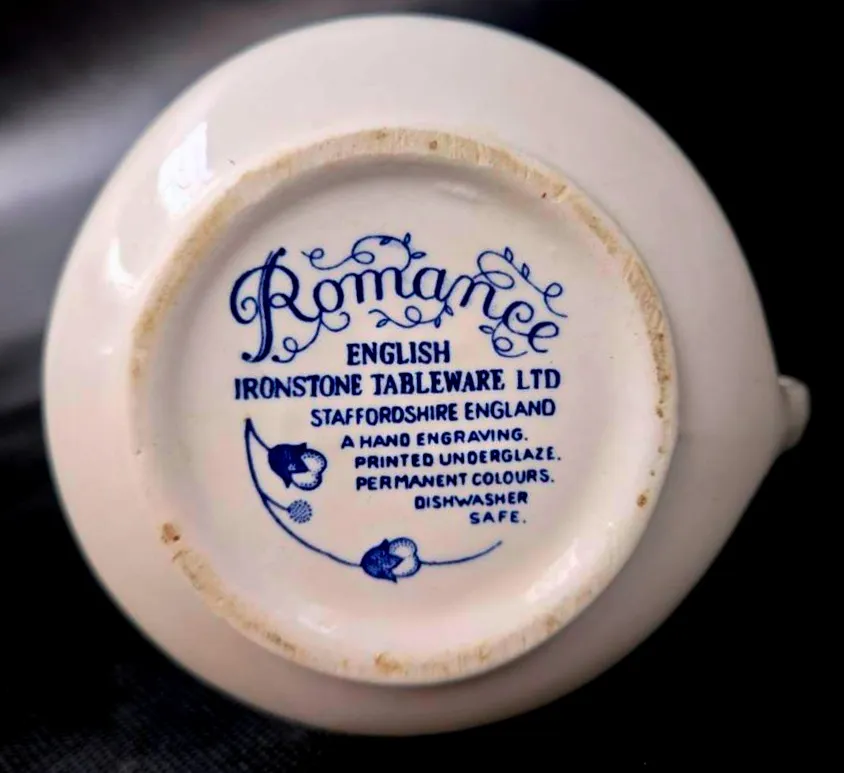 Romance
ENGLISH
IRONSTONE TABLEWARE LTD
STAFFORDSHIRE ENGLAND
A HAND ENGRAVING.
PRINTED UNDERGLAZE.
PERMANENT COLOURS.
DISHWASHER
SAFE.